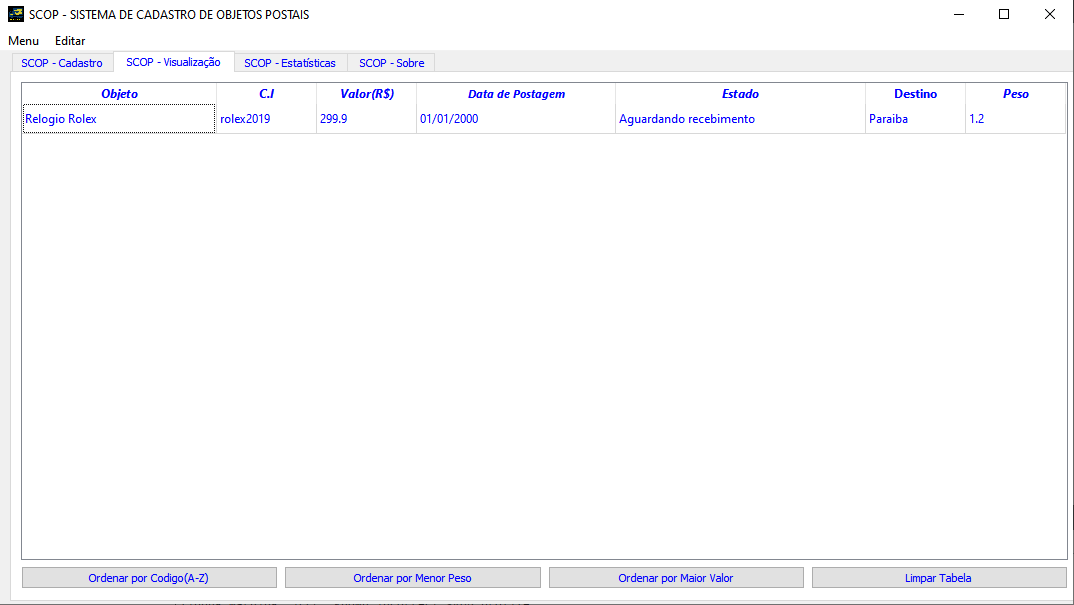 SCOP - SISTEMA DE CADASTRO DE OBJETOS POSTAIS
Menu Editar
SCOP - Cadastro SCOP - Visualização SCOP - Estatísticas SCOP - Sobre
Objeto C.I Valor(R$) Data de Postagem Estado Destino Peso
Relogio Rolex rolex2019 299.9 01/01/2000 Aguardando recebimento Paraiba 1.2
Ordenar por Codigo(A-Z) Ordenar por Menor Peso Ordenar por Maior Valor Limpar Tabela